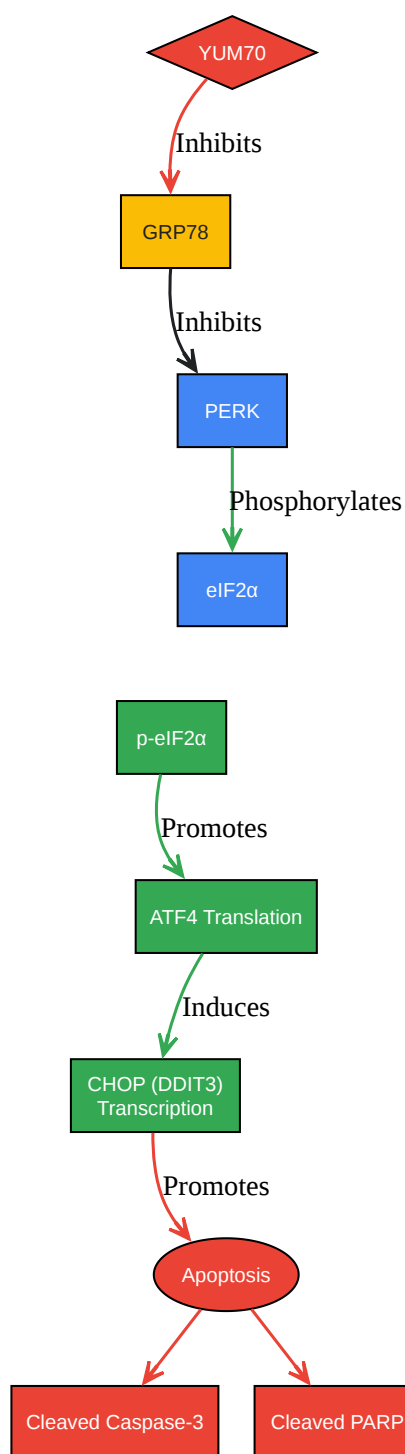 YUM70
Inhibits
GRP78
Inhibits
PERK
Phosphorylates
eIF2α
p-eIF2α
Promotes
ATF4 Translation
Induces
CHOP (DDIT3)
Transcription
Promotes
Apoptosis
Cleaved Caspase-3
Cleaved PARP